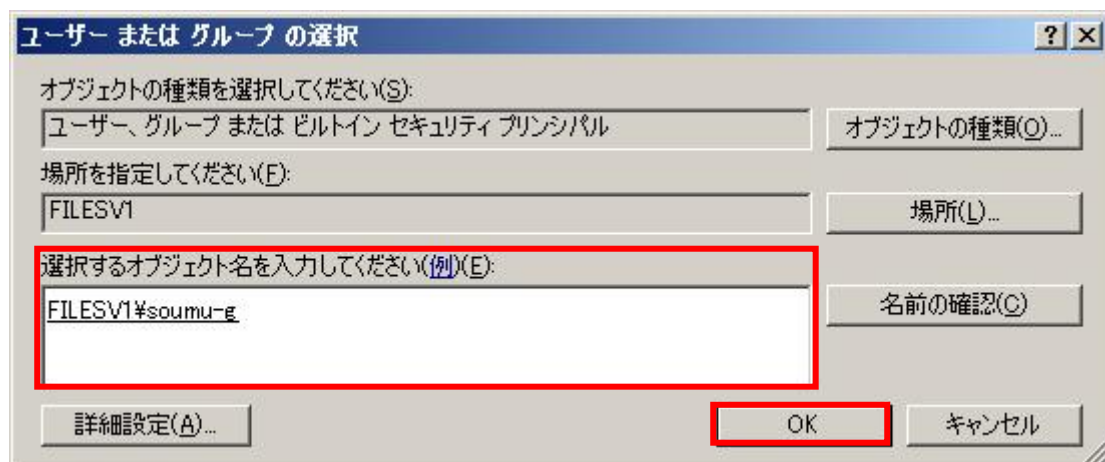 ユーザー または グループ の選択
オブジェクトの種類を選択してください(S):
ユーザー、グループ または ビルトイン セキュリティ プリンシパル
オブジェクトの種類(O)...
場所を指定してください(F):
FILESV1
場所(L)...
選択するオブジェクト名を入力してください(例)(E):
FILESV1¥soumu-g
名前の確認(C)
詳細設定(A)...
OK
キャンセル